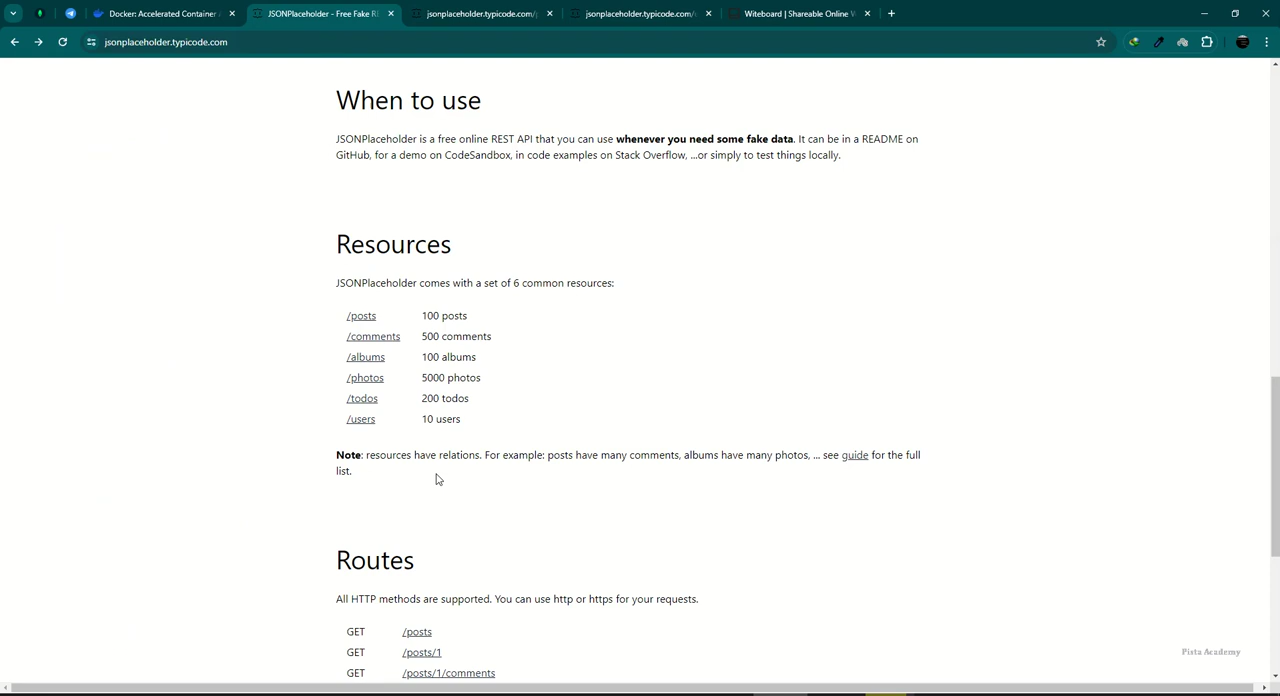 Docker: Accelerated Container
JSONPlaceholder - Free Fake R
jsonplaceholder.typicode.com/
jsonplaceholder.typicode.com/
Witeboard | Shareable Online
jsonplaceholder.typicode.com
When to use
JSONPlaceholder is a free online REST API that you can use whenever you need some fake data. It can be in a README on
GitHub, for a demo on CodeSandbox, in code examples on Stack Overflow, ...or simply to test things locally.
Resources
JSONPlaceholder comes with a set of 6 common resources:
/posts 100 posts
/comments 500 comments
/albums 100 albums
/photos 5000 photos
/todos 200 todos
/users 10 users
Note: resources have relations. For example: posts have many comments, albums have many photos, ... see guide for the full
list.
Routes
All HTTP methods are supported. You can use http or https for your requests.
GET /posts
GET /posts/1
GET /posts/1/comments
Pista Academy